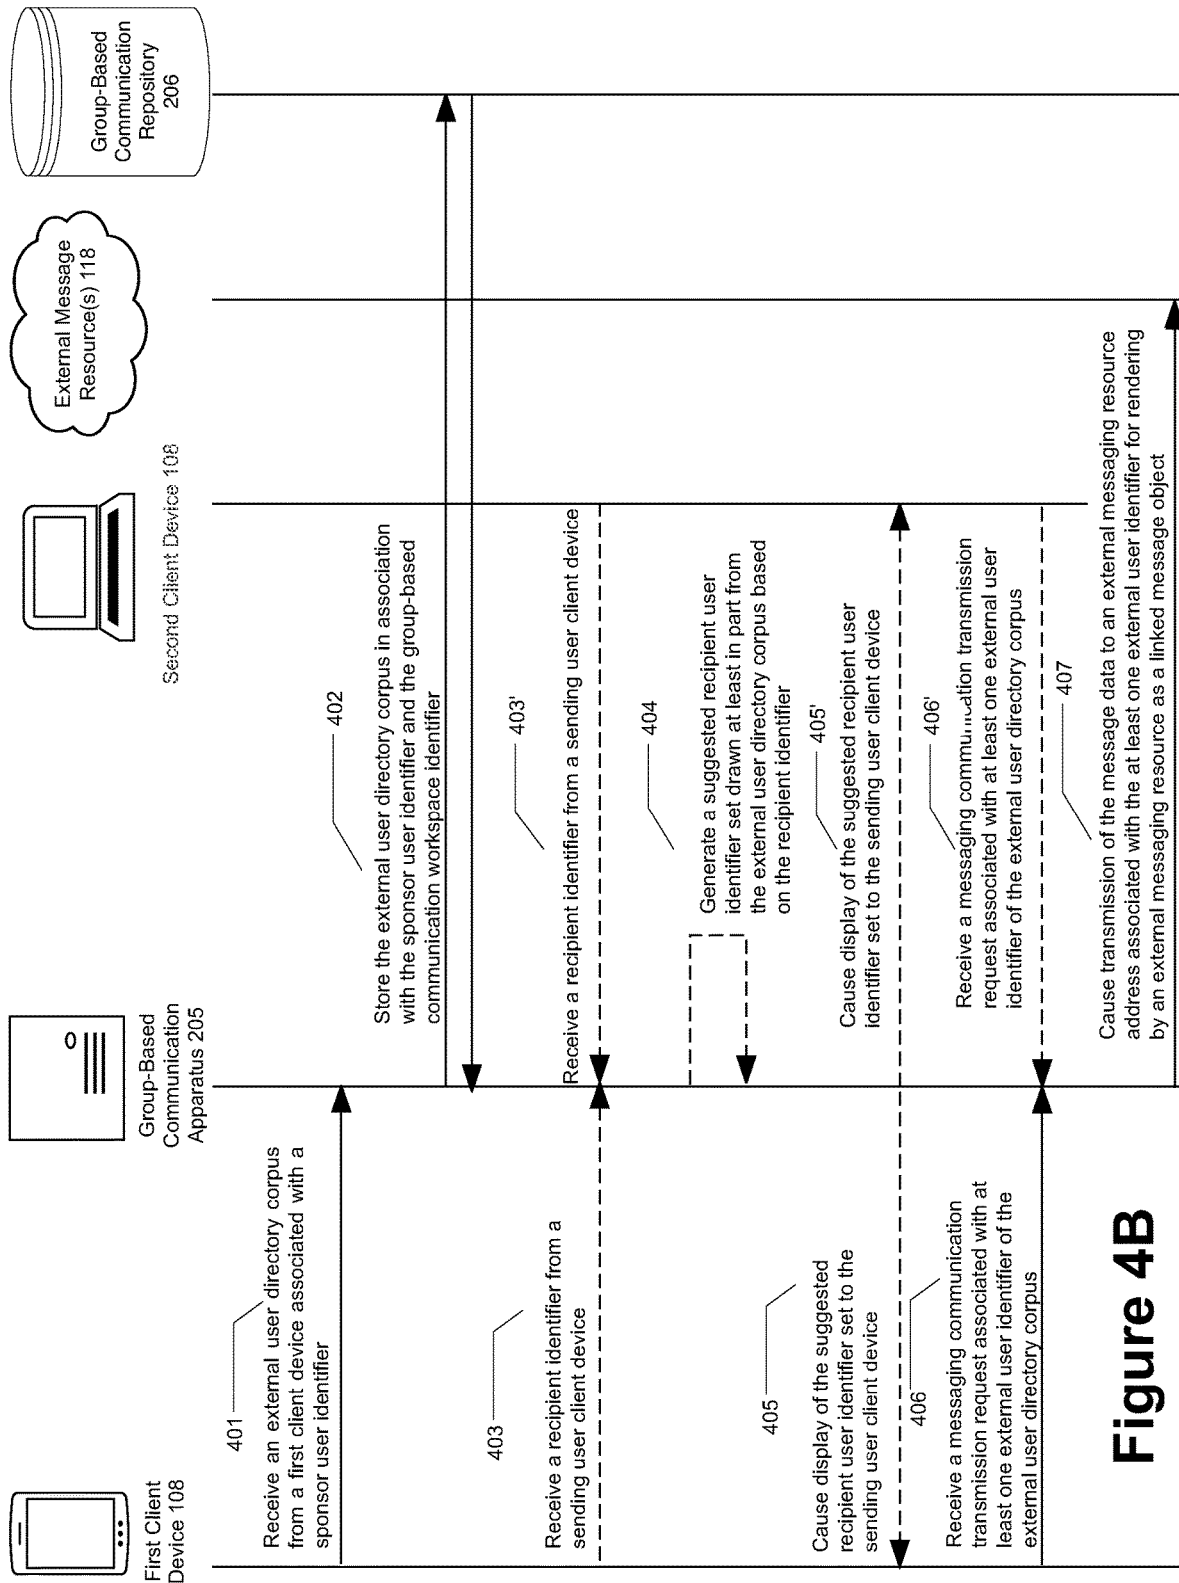 First Client
Device 108
Group-Based
Communication
Apparatus 205
Second Client Device 108
External Message
Resource(s) 118
Group-Based
Communication
Repository
206
401
Receive an external user directory corpus
from a first client device associated with a
sponsor user identifier
402
Store the external user directory corpus in association
with the sponsor user identifier and the group-based
communication workspace identifier
403
Receive a recipient identifier from a
sending user client device
403'
Receive a recipient identifier from a sending user client device
404
Generate a suggested recipient user
identifier set drawn at least in part from
the external user directory corpus based
on the recipient identifier
405
Cause display of the suggested
recipient user identifier set to the
sending user client device
405'
Cause display of the suggested recipient user
identifier set to the sending user client device
406
Receive a messaging communication
transmission request associated with at
least one external user identifier of the
external user directory corpus
406'
Receive a messaging communication transmission
request associated with at least one external user
identifier of the external user directory corpus
407
Cause transmission of the message data to an external messaging resource
address associated with the at least one external user identifier for rendering
by an external messaging resource as a linked message object
Figure 4B